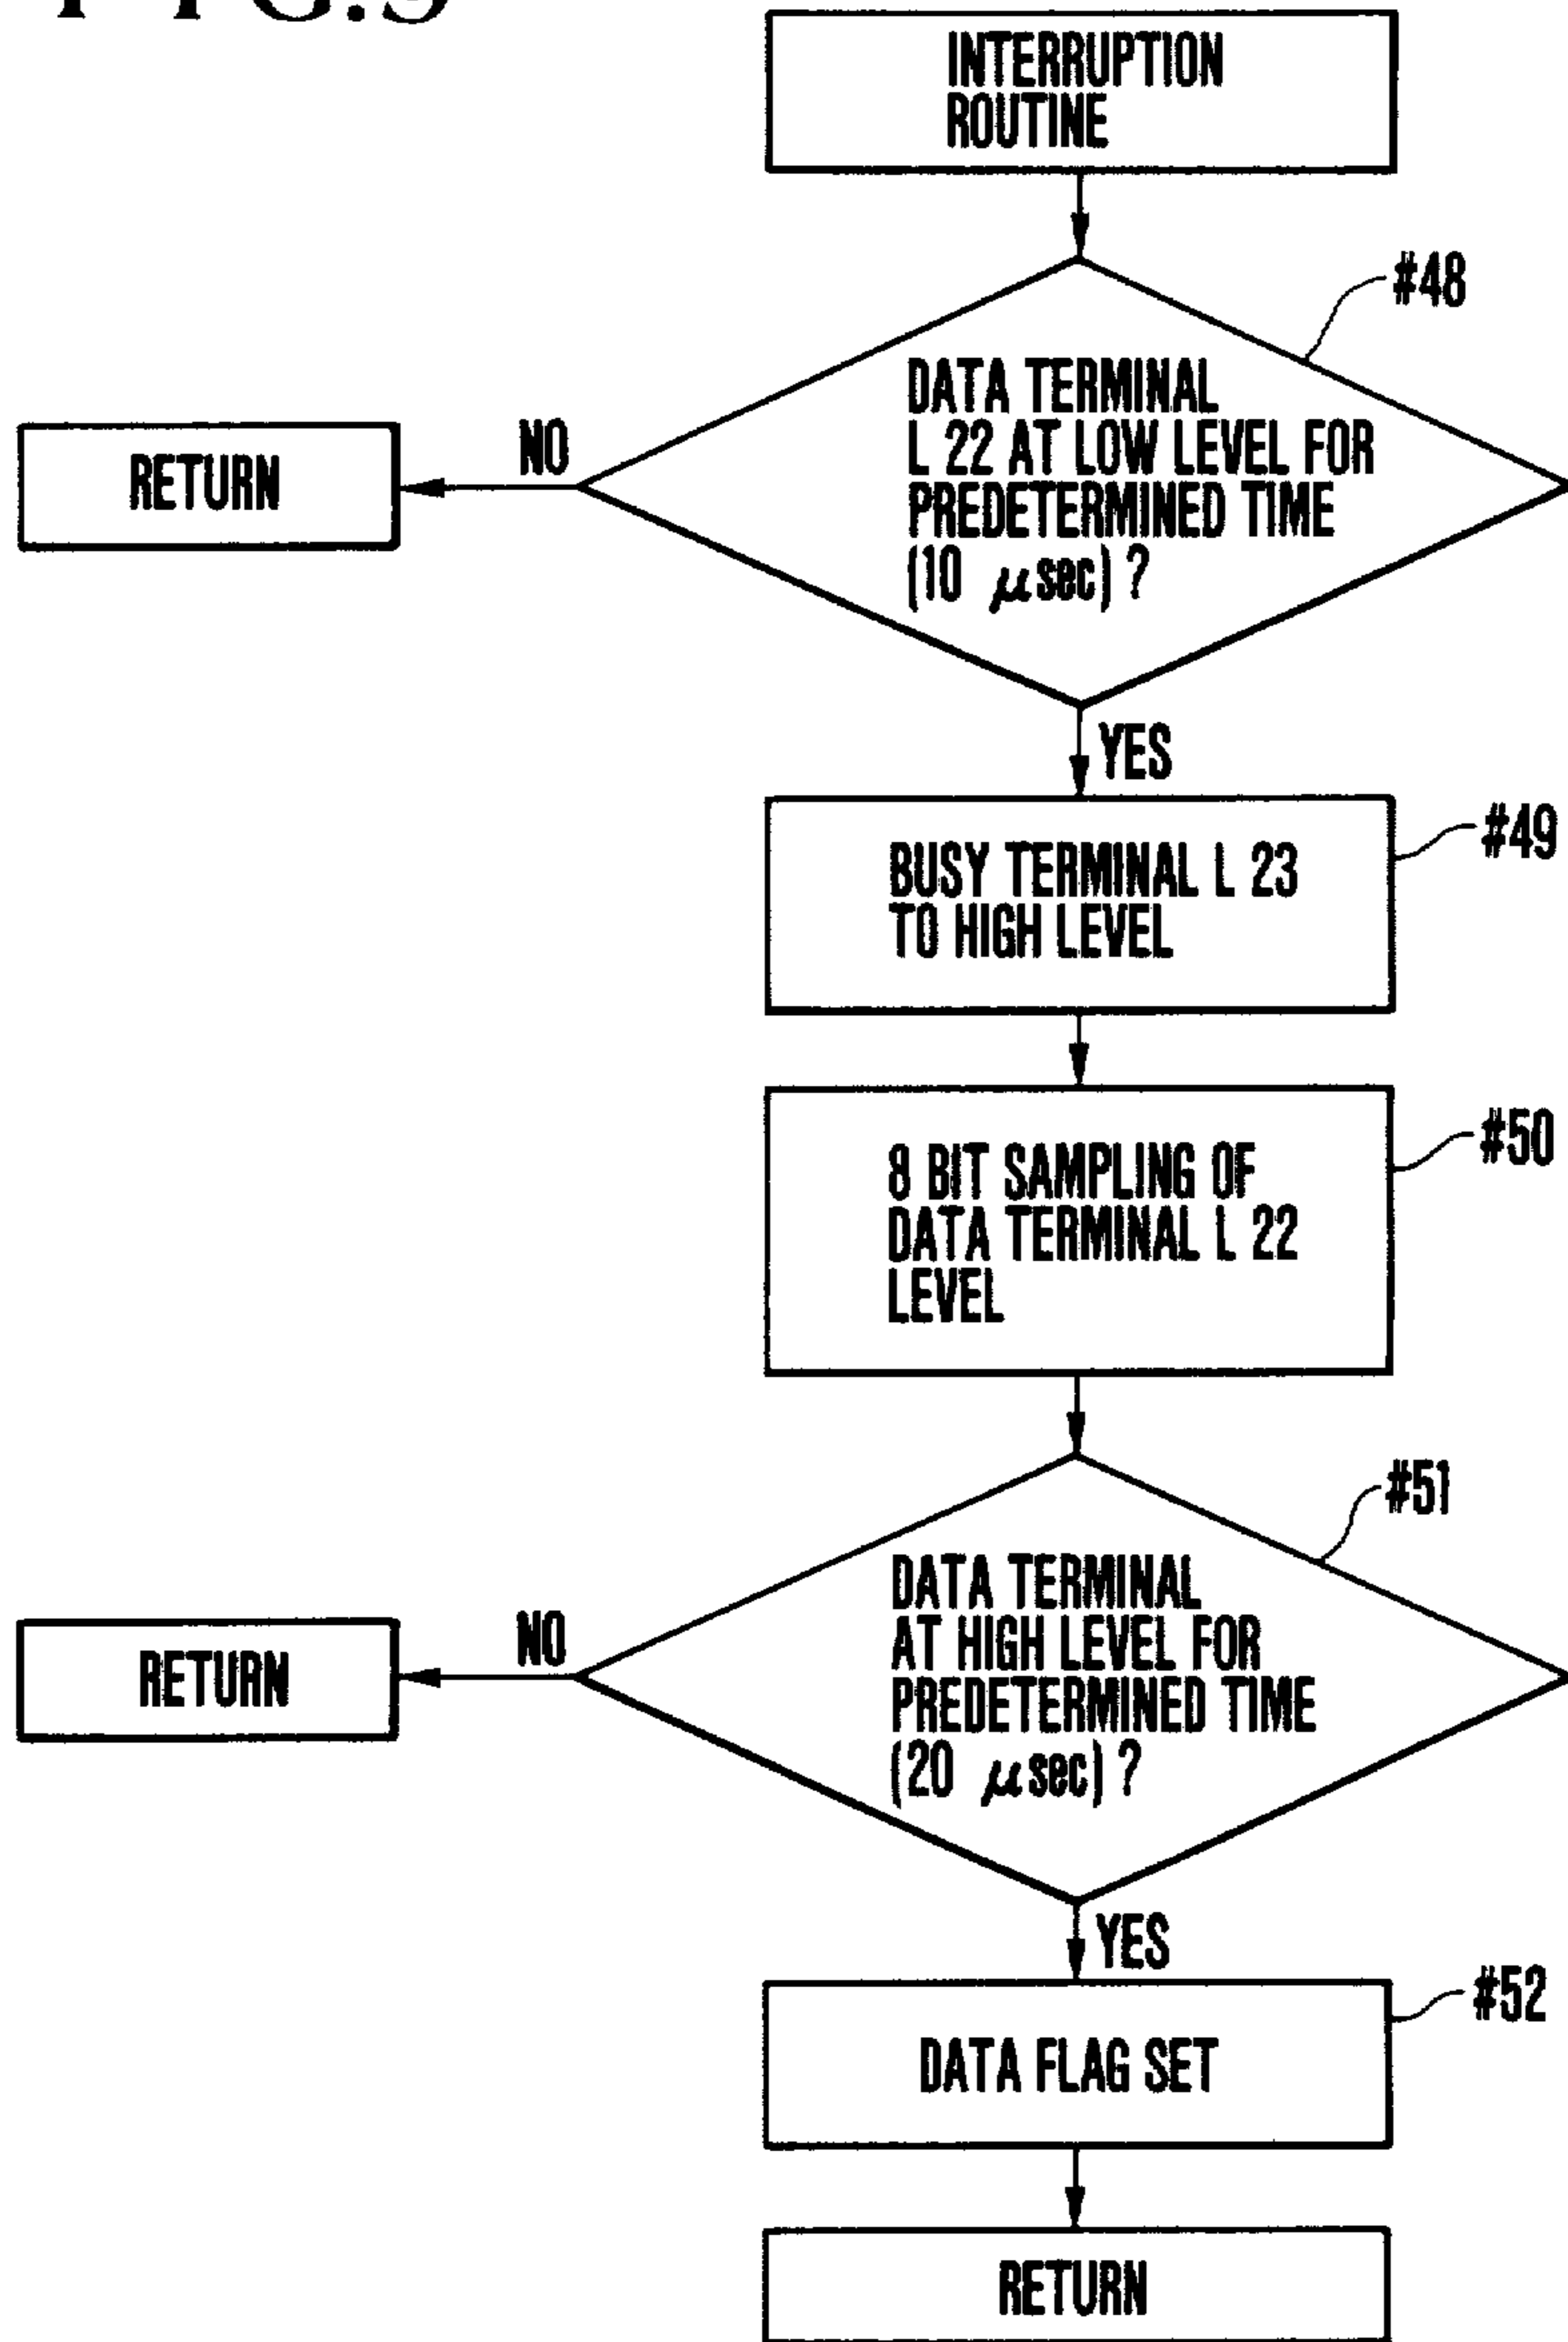 FIG.5
INTERRUPTION
ROUTINE
#48
DATA TERMINAL
L 22 AT LOW LEVEL FOR
PREDETERMINED TIME
(10 μsec) ?
NO
RETURN
YES
BUSY TERMINAL L 23
TO HIGH LEVEL
#49
8 BIT SAMPLING OF
DATA TERMINAL L 22
LEVEL
#50
#51
DATA TERMINAL
AT HIGH LEVEL FOR
PREDETERMINED TIME
(20 μsec) ?
NO
RETURN
YES
DATA FLAG SET
#52
RETURN